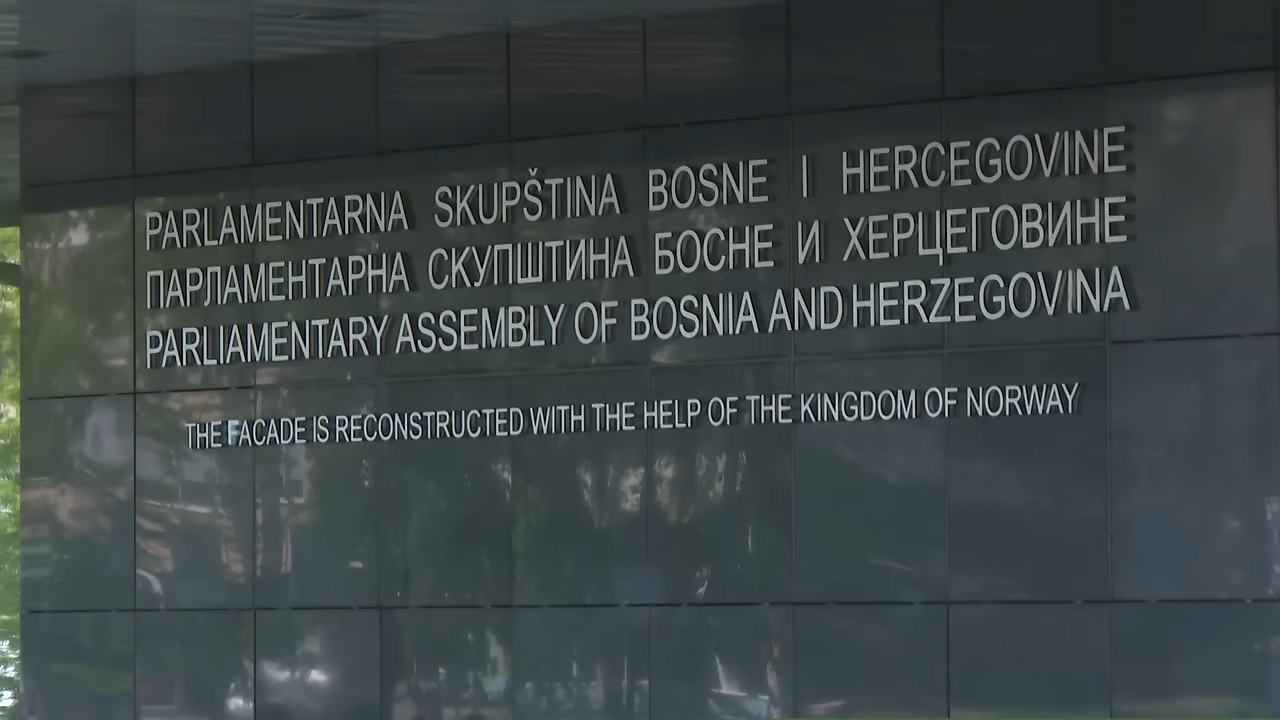 PARLAMENTARNA SKUPŠTINA BOSNE I HERCEGOVINE
ПАРЛАМЕНТАРНА СКУПШТИНА БОСНЕ И ХЕРЦЕГОВИНЕ
PARLIAMENTARY ASSEMBLY OF BOSNIA AND HERZEGOVINA
THE FACADE IS RECONSTRUCTED WITH THE HELP OF THE KINGDOM OF NORWAY